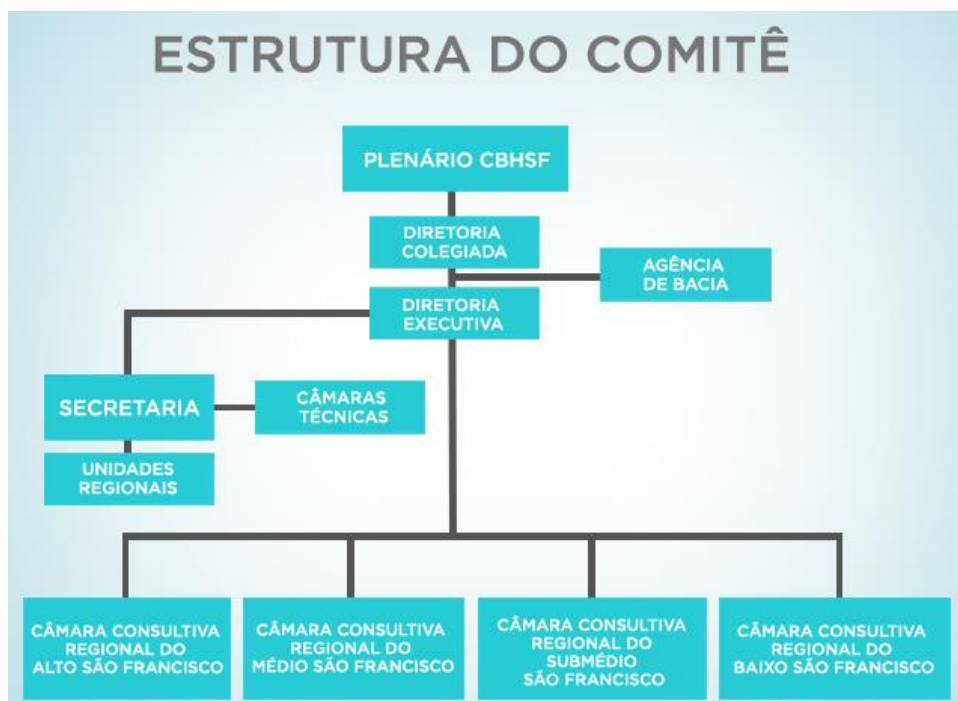 ESTRUTURA DO COMITÊ
PLENÁRIO CBHSF
DIRETORIA
COLEGIADA
AGÊNCIA
DE BACIA
DIRETORIA
EXECUTIVA
SECRETARIA
CÂMARAS
TÉCNICAS
UNIDADES
REGIONAIS
CÂMARA CONSULTIVA
REGIONAL DO
ALTO SÃO FRANCISCO
CÂMARA CONSULTIVA
REGIONAL DO
MÉDIO SÃO FRANCISCO
CÂMARA CONSULTIVA
REGIONAL DO
SUBMÉDIO
SÃO FRANCISCO
CÂMARA CONSULTIVA
REGIONAL DO
BAIXO SÃO FRANCISCO